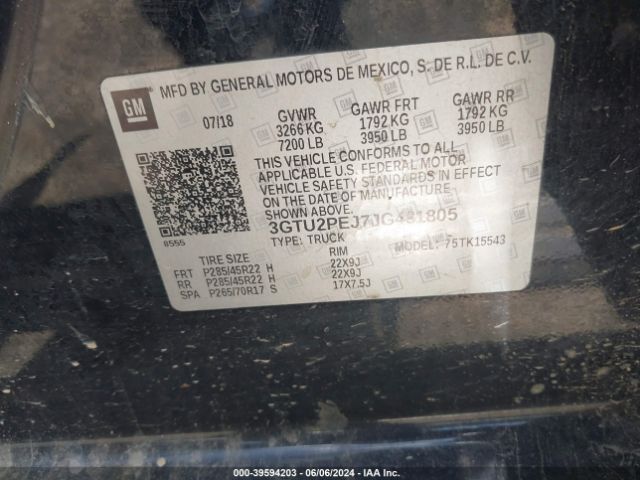 GM
MFD BY GENERAL MOTORS DE MEXICO, S. DE R.L. DE C.V.
07/18
GVWR GAWR FRT GAWR RR
3266 KG 1792 KG 1792 KG
7200 LB 3950 LB 3950 LB
THIS VEHICLE CONFORMS TO ALL
APPLICABLE U.S. FEDERAL MOTOR
VEHICLE SAFETY STANDARDS IN EFFECT
ON THE DATE OF MANUFACTURE
SHOWN ABOVE.
3GTU2PEJ7JG481805
TYPE: TRUCK MODEL: 75TK15543
0555
TIRE SIZE RIM
FRT P285/45R22 H 22X9J
RR P285/45R22 H 22X9J
SPA P265/70R17 S 17X7.5J
000-39594203 - 06/06/2024 - IAA Inc.